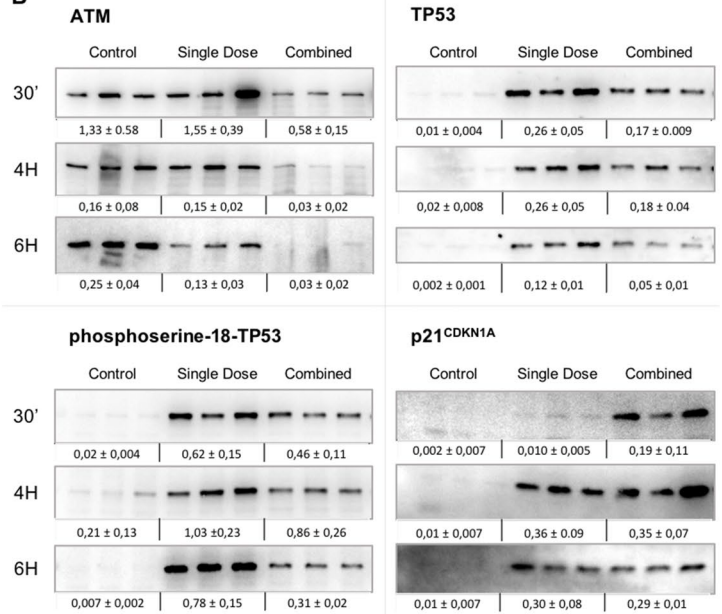 ATM
Control Single Dose Combined
30'
1,33 ± 0.58 1,55 ± 0,39 0,58 ± 0,15
4H
0,16 ± 0,08 0,15 ± 0,02 0,03 ± 0,02
6H
0,25 ± 0,04 0,13 ± 0,03 0,03 ± 0,02
TP53
Control Single Dose Combined
0,01 ± 0,004 0,26 ± 0,05 0,17 ± 0.009
0,02 ± 0,008 0,26 ± 0,05 0,18 ± 0.04
0,002 ± 0,001 0,12 ± 0,01 0,05 ± 0,01
phosphoserine-18-TP53
Control Single Dose Combined
30'
0,02 ± 0,004 0,62 ± 0,15 0,46 ± 0,11
4H
0,21 ± 0,13 1,03 ±0,23 0,86 ± 0,26
6H
0,007 ± 0,002 0,78 ± 0,15 0,31 ± 0,02
p21CDKN1A
Control Single Dose Combined
0,002 ± 0,007 0,010 ± 0,005 0,19 ± 0,11
0,01 ± 0,007 0,36 ± 0.09 0,35 ± 0,07
0,01 ± 0,007 0,30 ± 0,08 0,29 ± 0,01